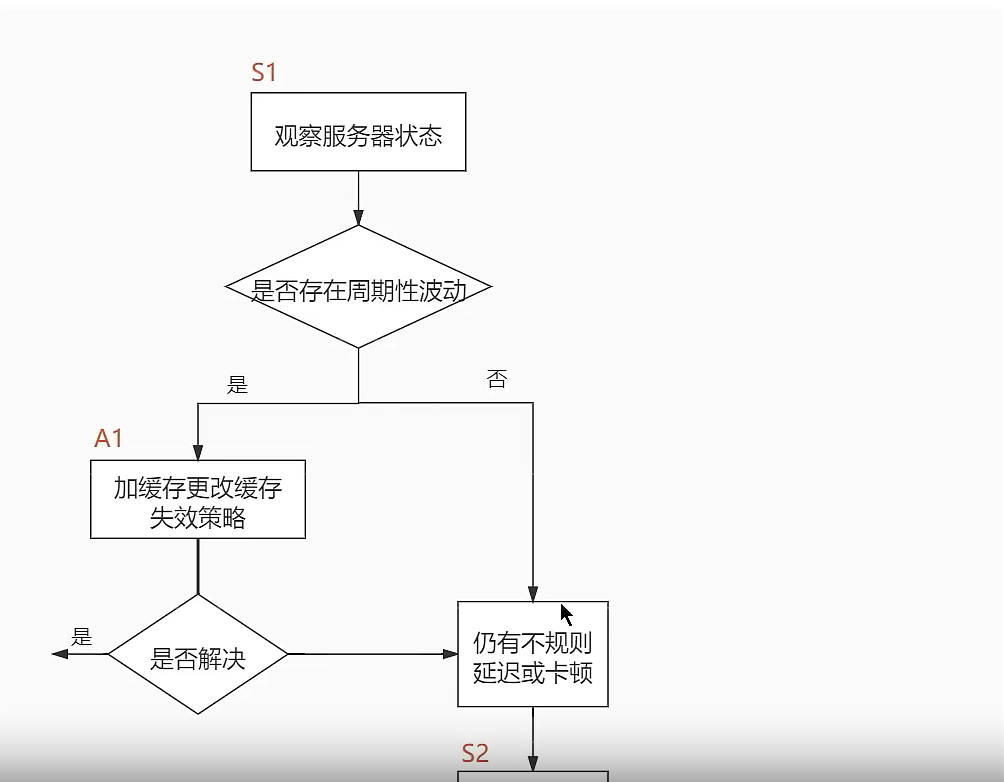 S1
观察服务器状态
是否存在周期性波动
是
否
A1
加缓存更改缓存
失效策略
是
是否解决
仍有不规则
延迟或卡顿
S2